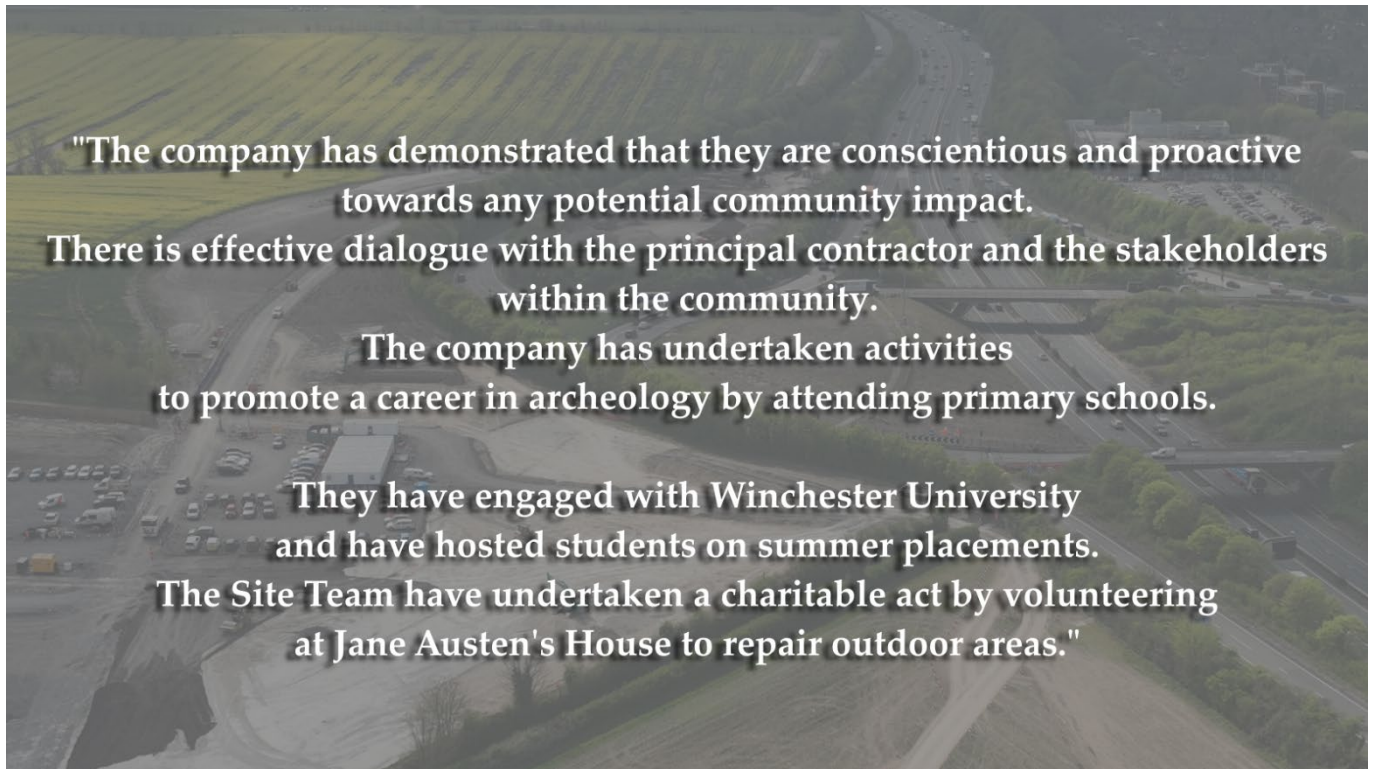 "The company has demonstrated that they are conscientious and proactive
towards any potential community impact.
There is effective dialogue with the principal contractor and the stakeholders
within the community.
The company has undertaken activities
to promote a career in archeology by attending primary schools.
They have engaged with Winchester University
and have hosted students on summer placements.
The Site Team have undertaken a charitable act by volunteering
at Jane Austen's House to repair outdoor areas."